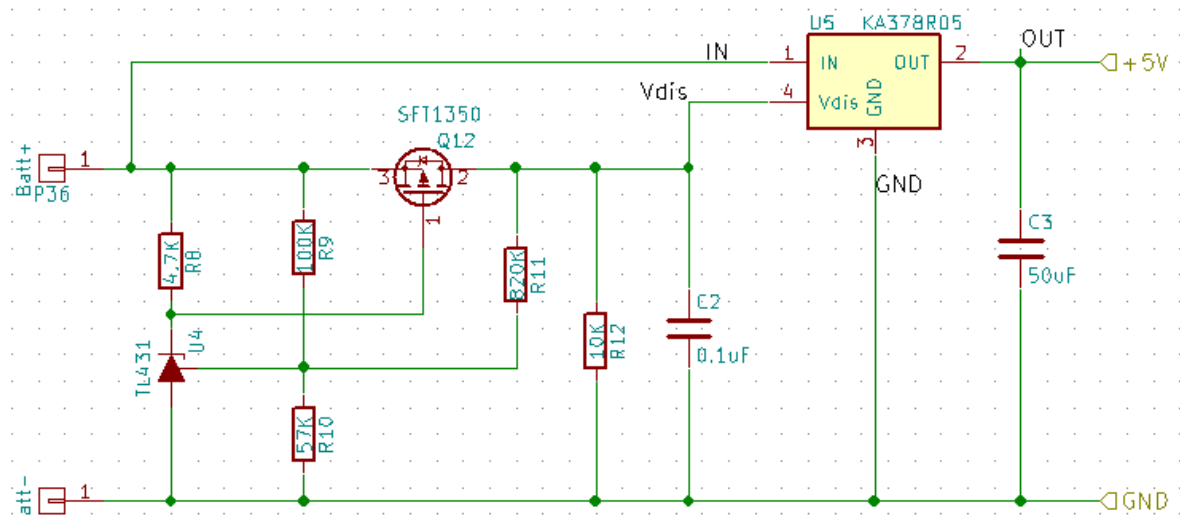 U5 KA378R05
IN
1
IN
OUT
2
OUT
+5V
Vdis
4
Vdis
GND
3
GND
SFT1350
Q12
3
2
1
Batt+
1
P36
4.7K
R8
100K
R9
820K
R11
C3
50uF
C2
0.1uF
10K
R12
TL431
U4
57K
R10
att-
1
GND